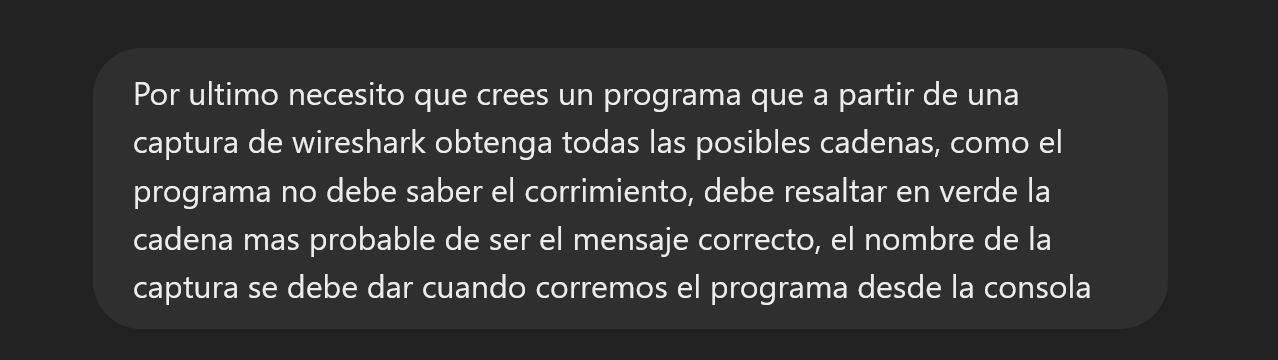 Por ultimo necesito que crees un programa que a partir de una
captura de wireshark obtenga todas las posibles cadenas, como el
programa no debe saber el corrimiento, debe resaltar en verde la
cadena mas probable de ser el mensaje correcto, el nombre de la
captura se debe dar cuando corremos el programa desde la consola